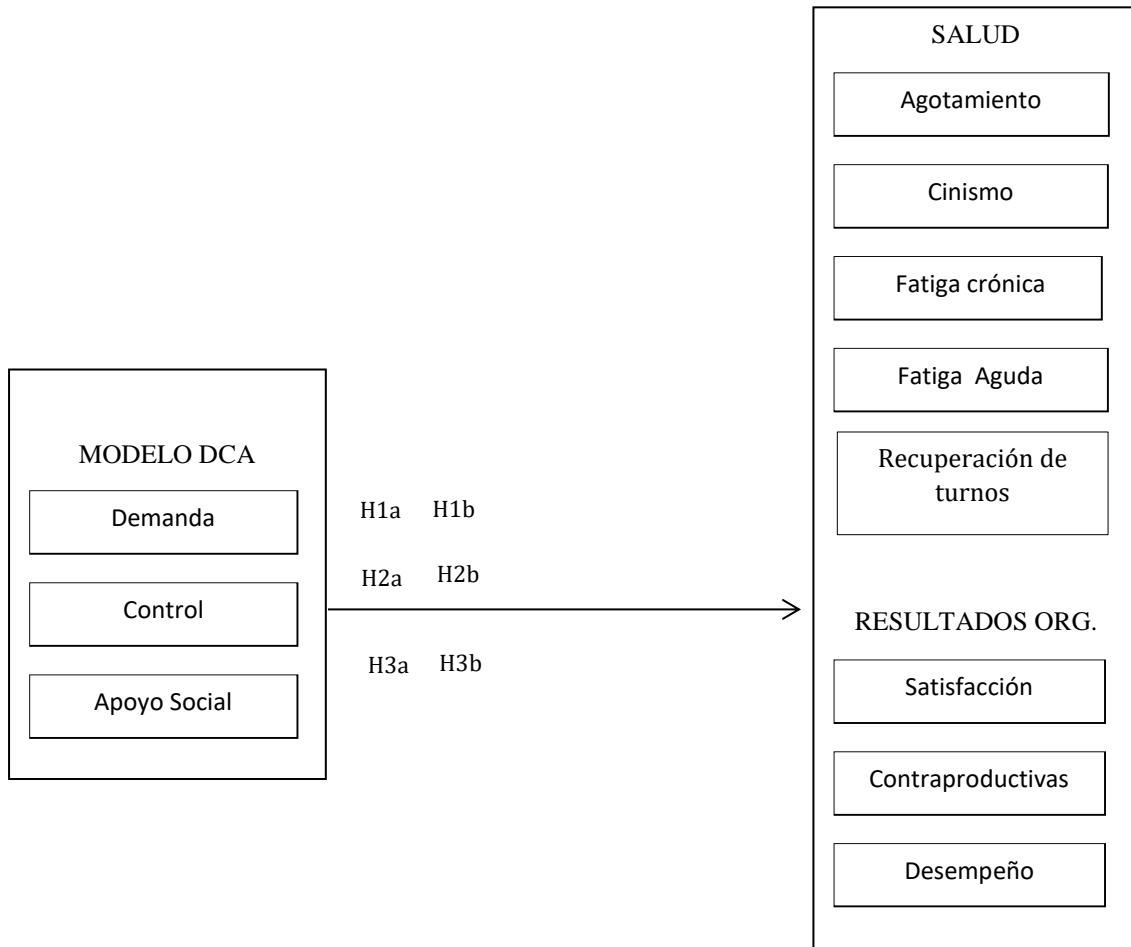 MODELO DCA
Demanda
Control
Apoyo Social
H1a H1b
H2a H2b
H3a H3b
SALUD
Agotamiento
Cinismo
Fatiga crónica
Fatiga Aguda
Recuperación de
turnos
RESULTADOS ORG.
Satisfacción
Contraproductivas
Desempeño